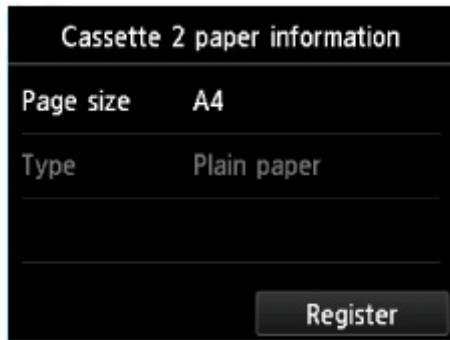 Cassette 2 paper information
Page size A4
Type Plain paper
Register